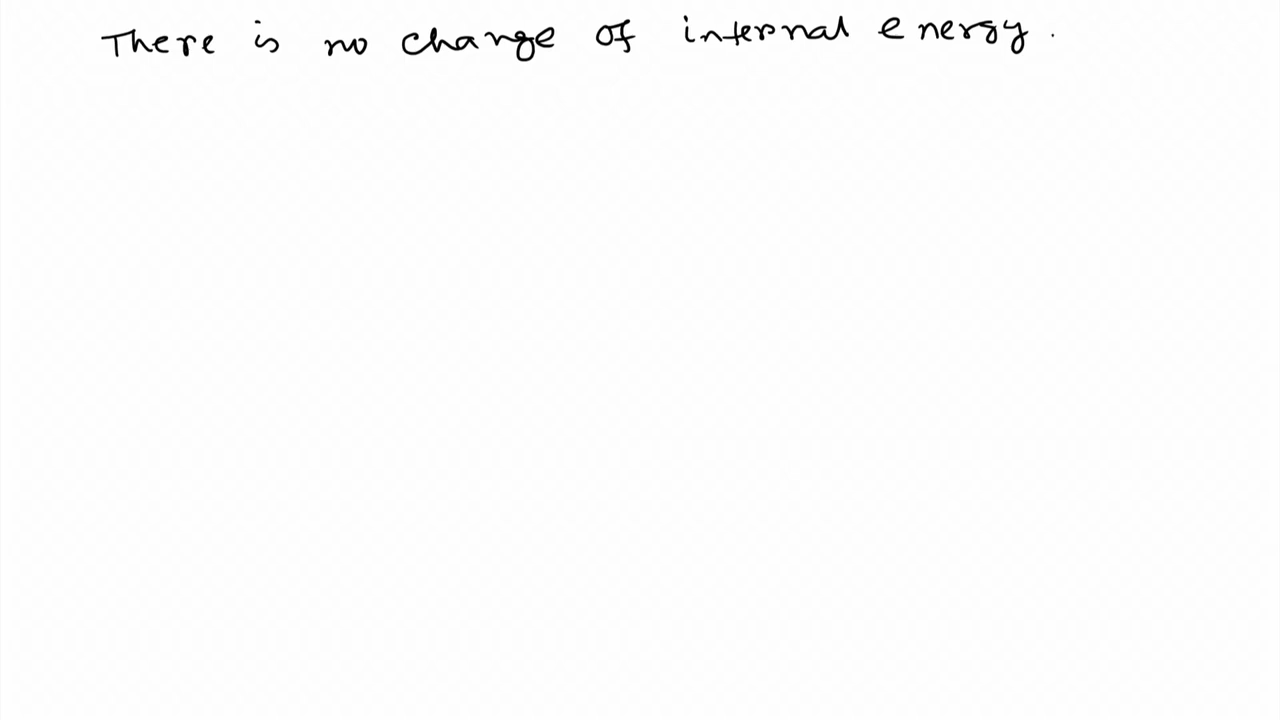 There is no change of internal energy.